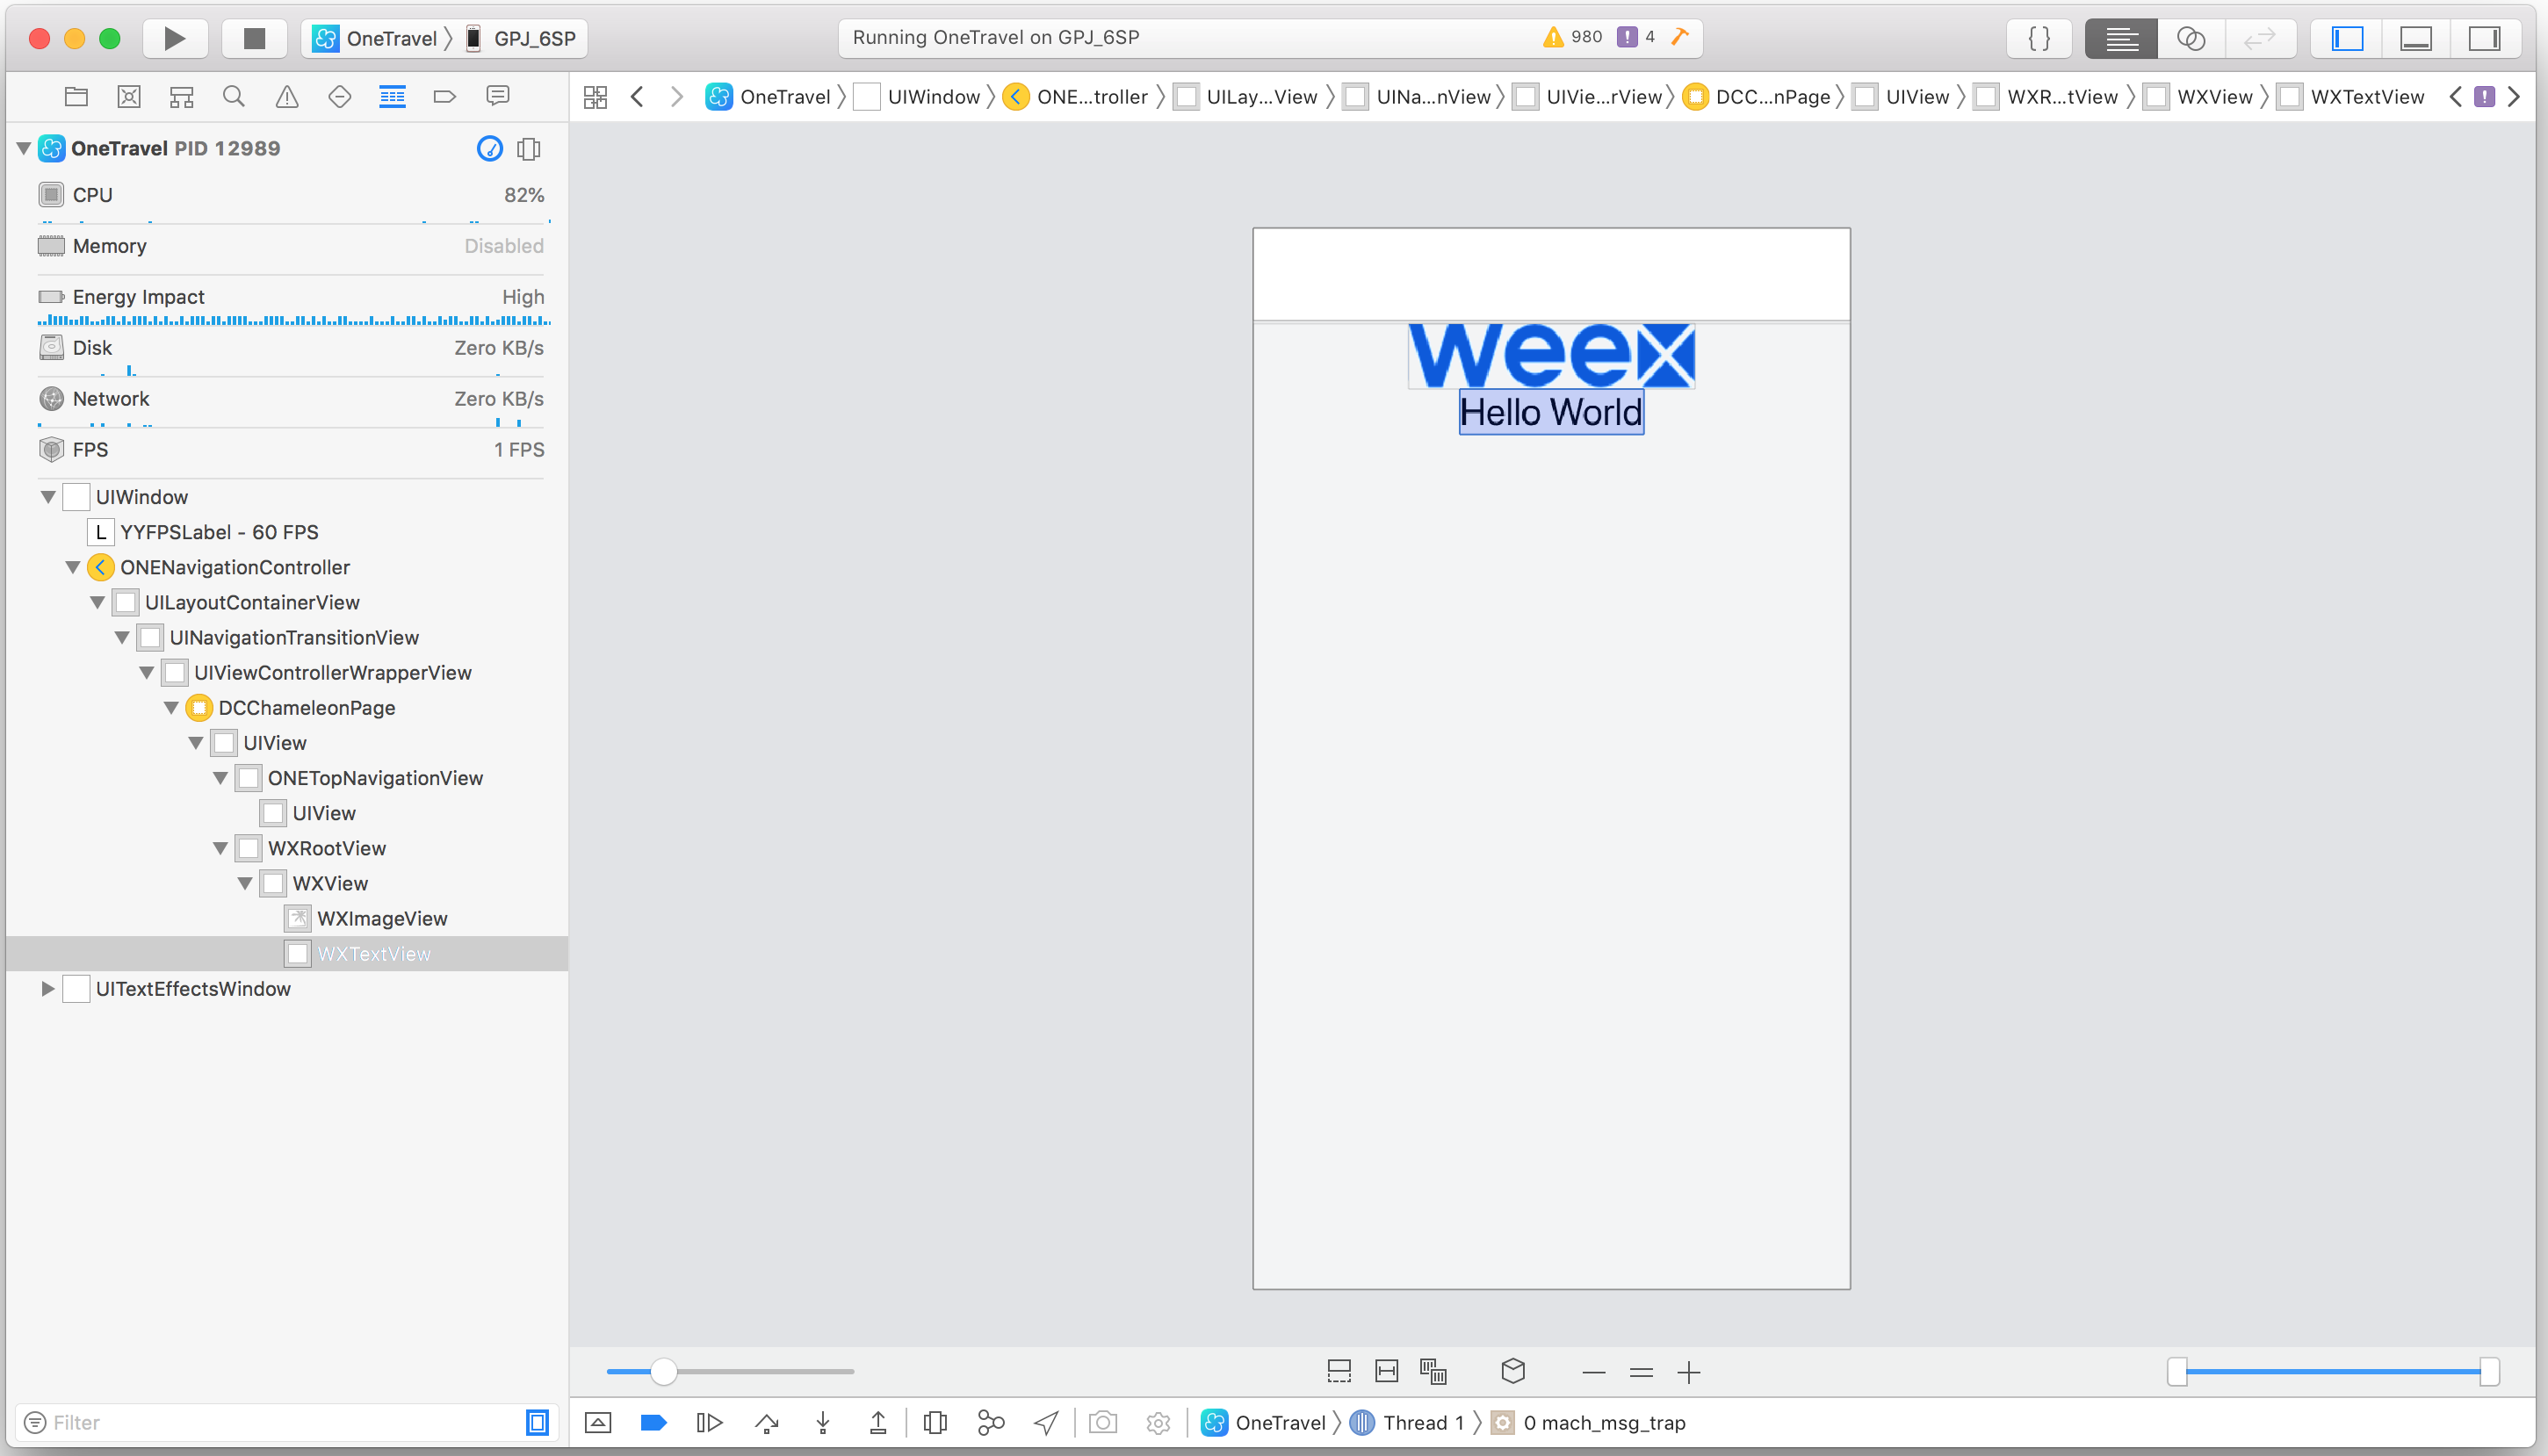 OneTravel 〉 GPJ_6SP
Running OneTravel on GPJ_6SP
980
4
{ }
OneTravel 〉 UIWindow 〉 ONE...troller 〉 UILay...View 〉 UINa...nView 〉 UIVie...rView 〉 DCC...nPage 〉 UIView 〉 WXR...tView 〉 WXView 〉 WXTextView
OneTravel PID 12989
CPU 82%
Memory Disabled
Energy Impact High
Disk Zero KB/s
Network Zero KB/s
FPS 1 FPS
UIWindow
L YYFPSLabel - 60 FPS
ONENavigationController
UILayoutContainerView
UINavigationTransitionView
UIViewControllerWrapperView
DCChameleonPage
UIView
ONETopNavigationView
UIView
WXRootView
WXView
WXImageView
WXTextView
UITextEffectsWindow
weex
Hello World
Filter
OneTravel 〉 Thread 1 〉 0 mach_msg_trap